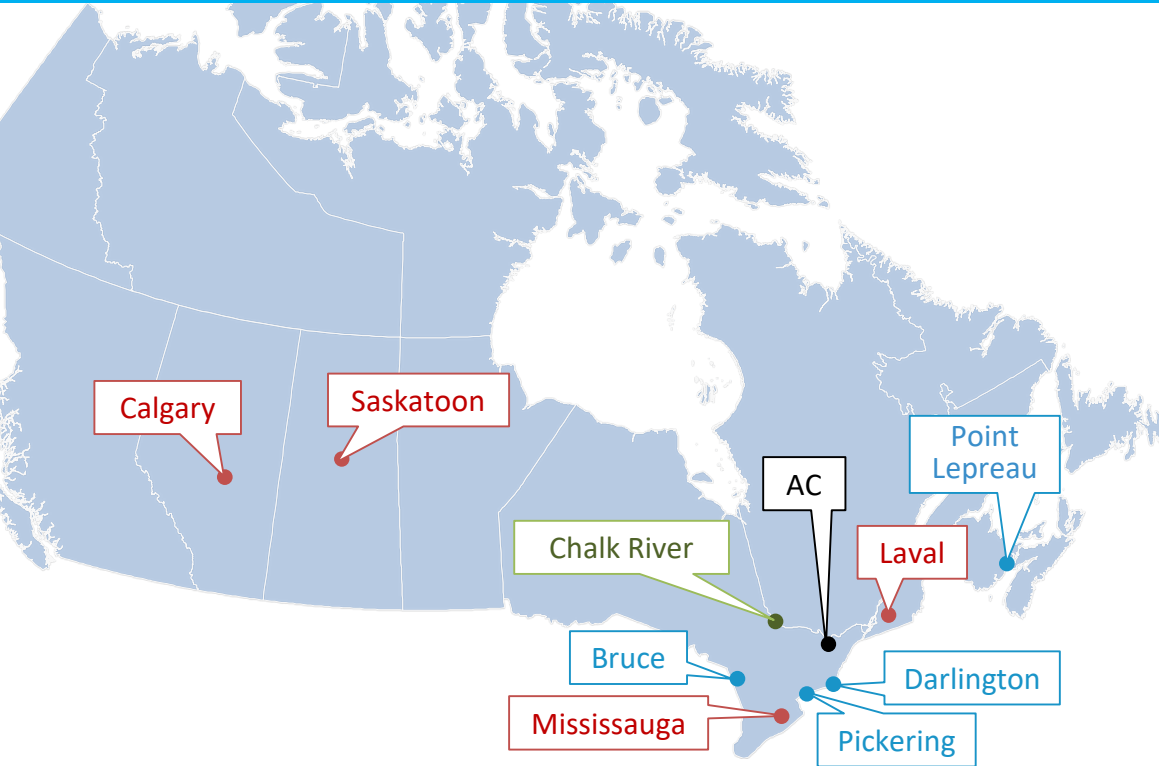 Calgary
Saskatoon
Point
Lepreau
AC
Chalk River
Laval
Bruce
Darlington
Mississauga
Pickering